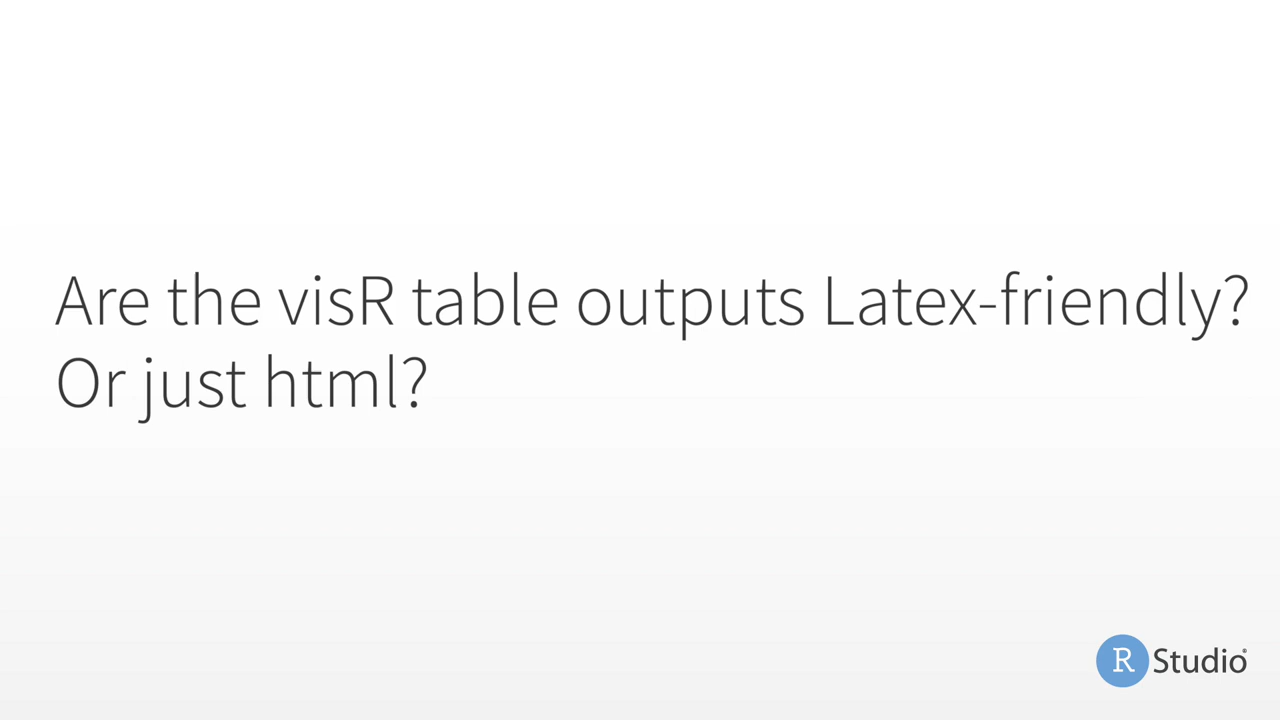 Are the visR table outputs Latex-friendly?
Or just html?
R Studio®